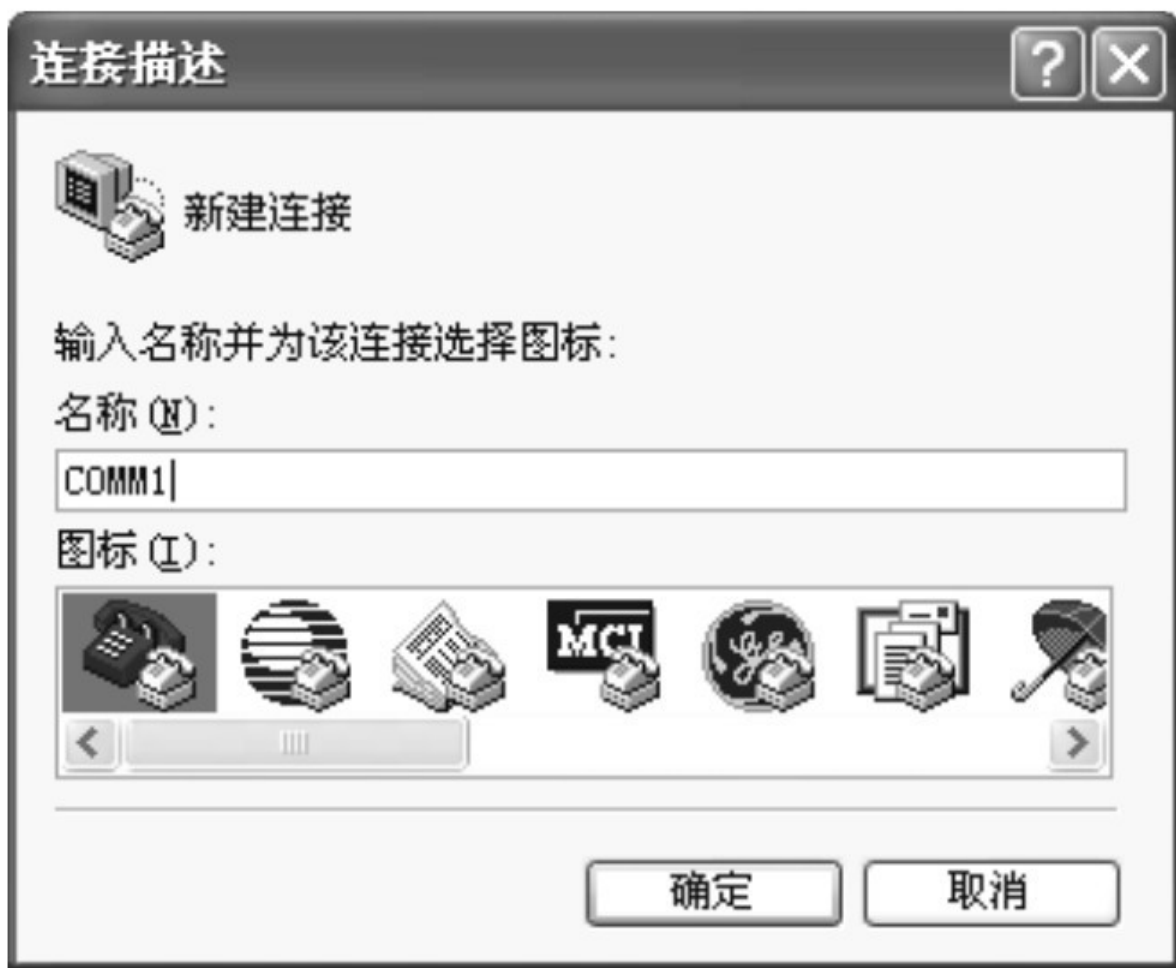 连接描述
新建连接
输入名称并为该连接选择图标:
名称(N):
COMM1
图标(I):
MCI
确定
取消